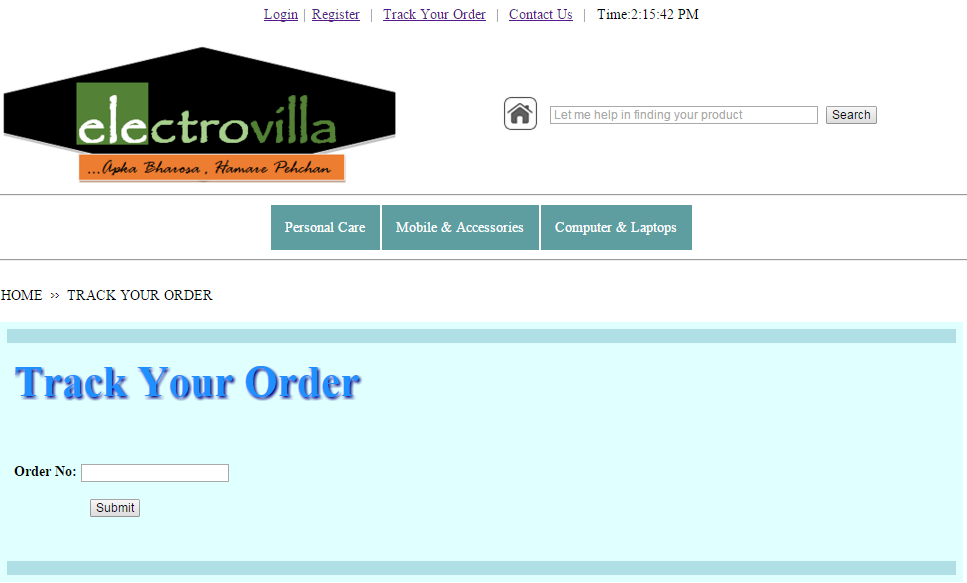 Login | Register | Track Your Order | Contact Us | Time:2:15:42 PM
electrovilla
...Apka Bharosa , Hamare Pehchan
Let me help in finding your product
Search
Personal Care
Mobile & Accessories
Computer & Laptops
HOME ›› TRACK YOUR ORDER
Track Your Order
Order No:
Submit